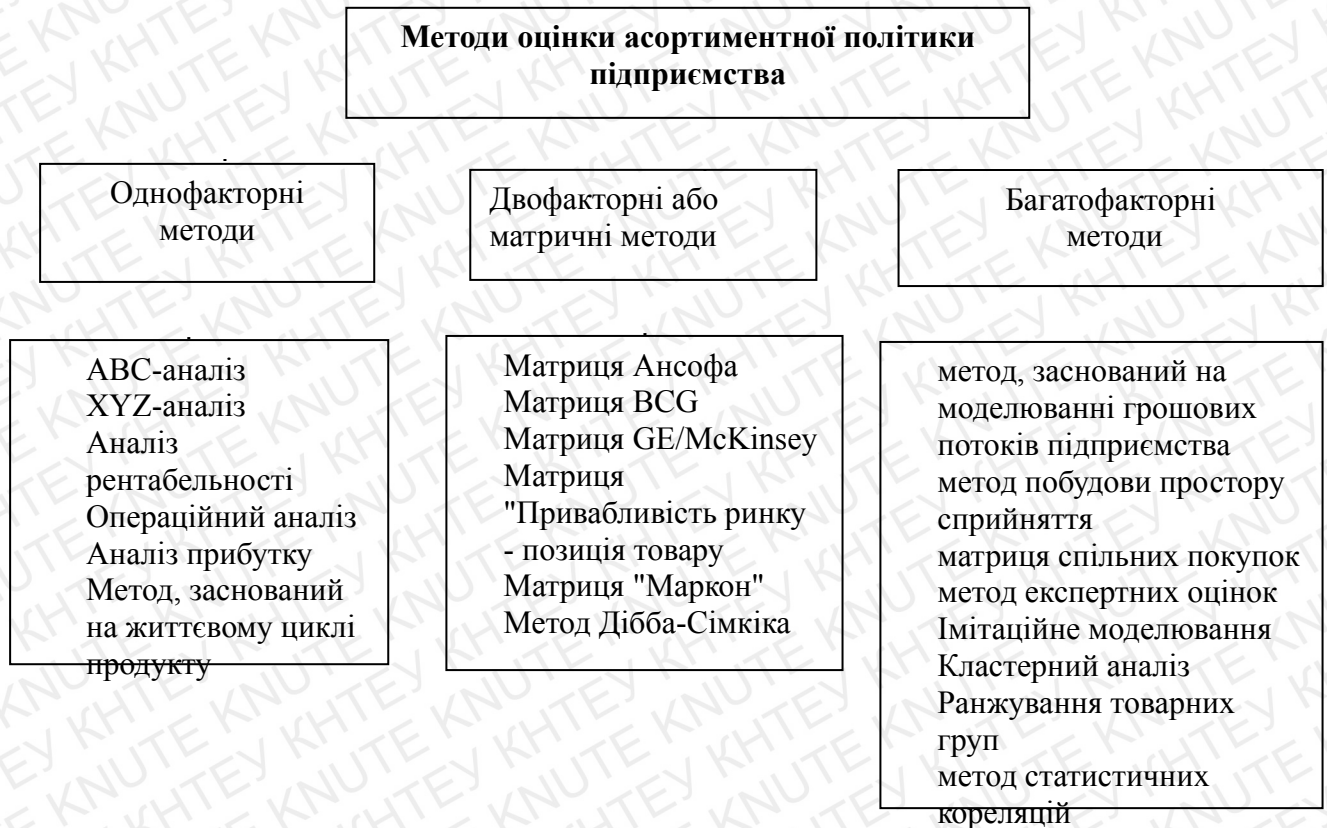 Методи оцінки асортиментної політики
підприємства
Однофакторні
методи
Двофакторні або
матричні методи
Багатофакторні
методи
АВС-аналіз
XYZ-аналіз
Аналіз
рентабельності
Операційний аналіз
Аналіз прибутку
Метод, заснований
на життєвому циклі
продукту
Матриця Ансофа
Матриця BCG
Матриця GE/McKinsey
Матриця
"Привабливість ринку
- позиція товару
Матриця "Маркон"
Метод Дібба-Сімкіка
метод, заснований на
моделюванні грошових
потоків підприємства
метод побудови простору
сприйняття
матриця спільних покупок
метод експертних оцінок
Імітаційне моделювання
Кластерний аналіз
Ранжування товарних
груп
метод статистичних
кореляцій